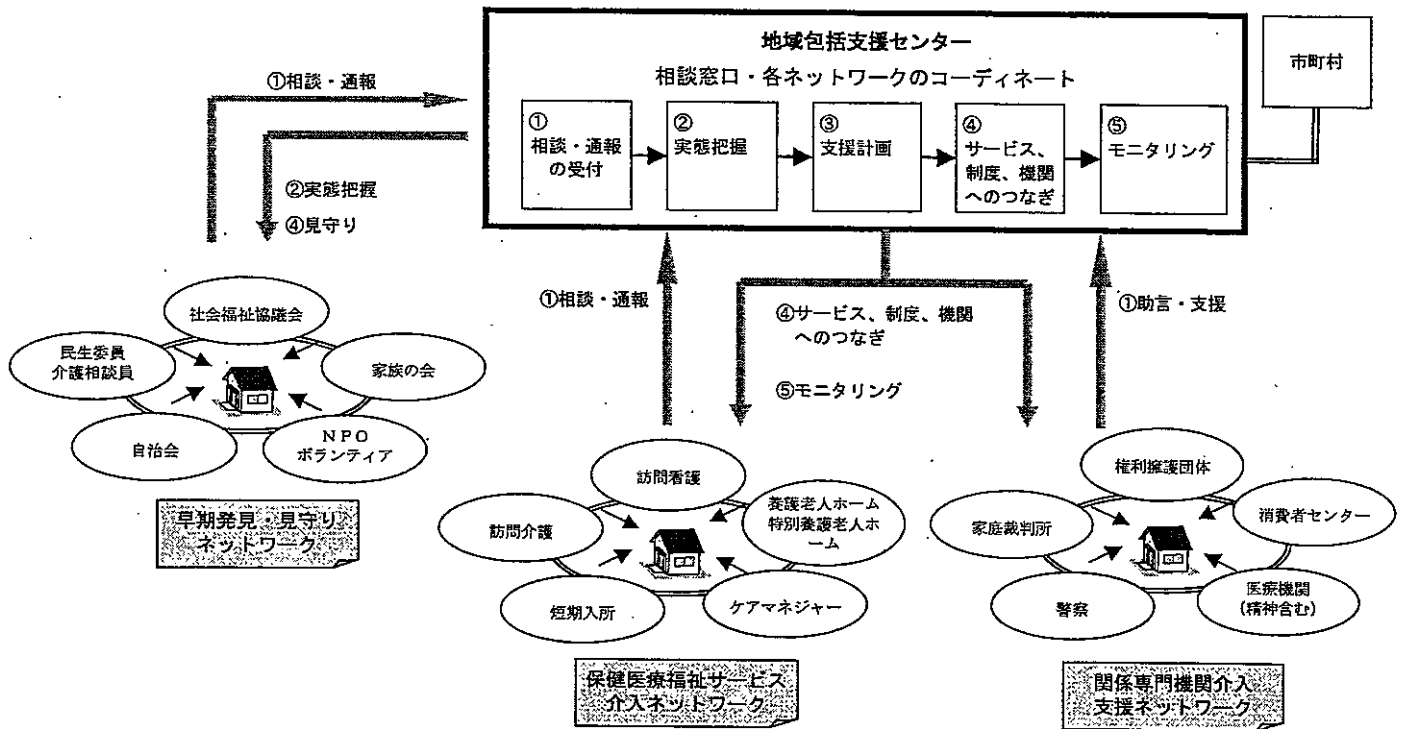 地域包括支援センター
相談窓口・各ネットワークのコーディネート
市町村
①
相談・通報
の受付
②
実態把握
③
支援計画
④
サービス、
制度、機関
へのつなぎ
⑤
モニタリング
①相談・通報
②実態把握
④見守り
①相談・通報
④サービス、制度、機関
へのつなぎ
⑤モニタリング
①助言・支援
社会福祉協議会
民生委員
介護相談員
家族の会
自治会
NPO
ボランティア
早期発見・見守り
ネットワーク
訪問看護
訪問介護
養護老人ホーム
特別養護老人ホ
ーム
短期入所
ケアマネジャー
保健医療福祉サービス
介入ネットワーク
権利擁護団体
家庭裁判所
消費者センター
警察
医療機関
(精神含む)
関係専門機関介入
支援ネットワーク